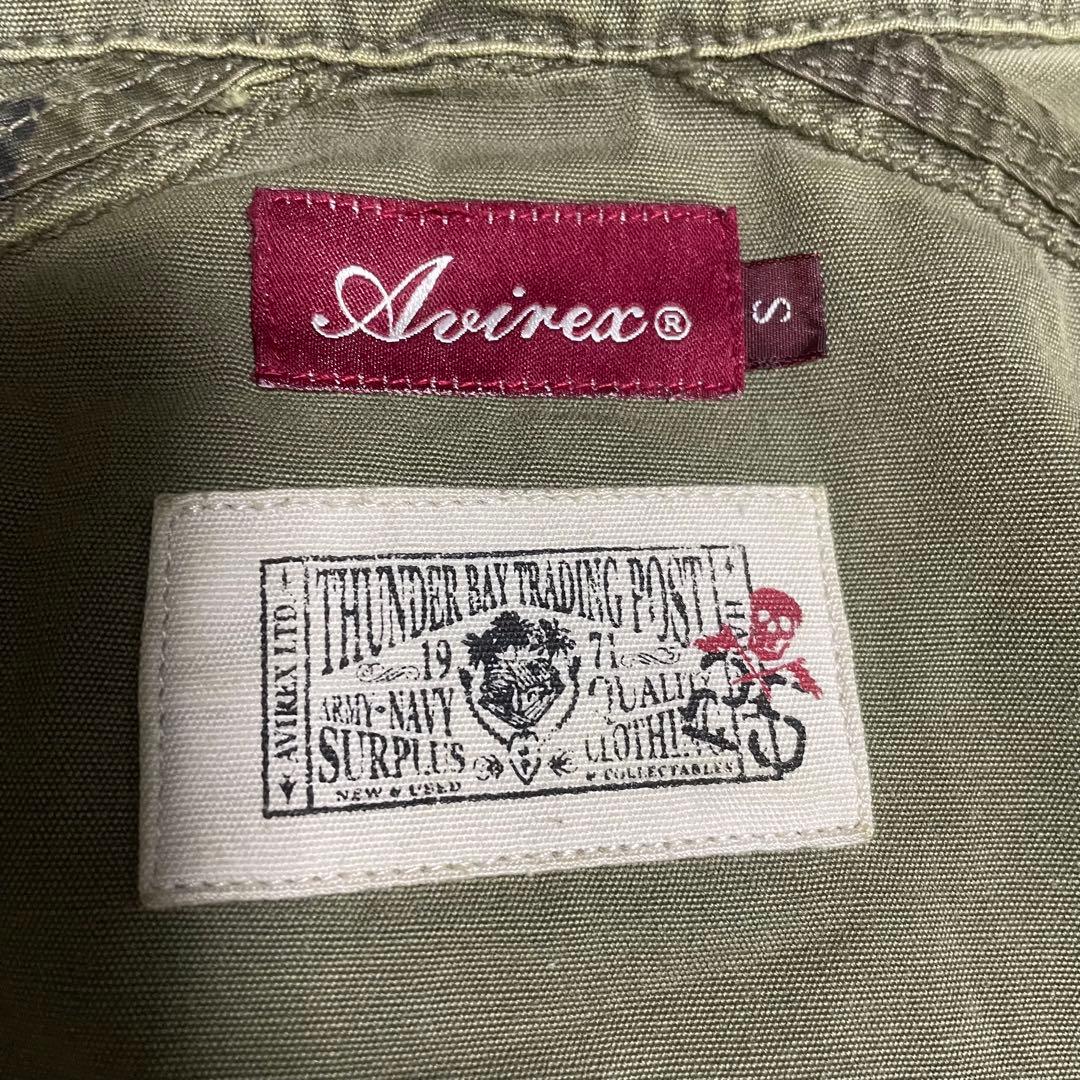 Avirex®
S
THUNDER BAY TRADING POST
AVIREX LTD
19 71
ARMY-NAVY
SURPLUS
NEW & USED
QUALITY
CLOTHING
& COLLECTABLES